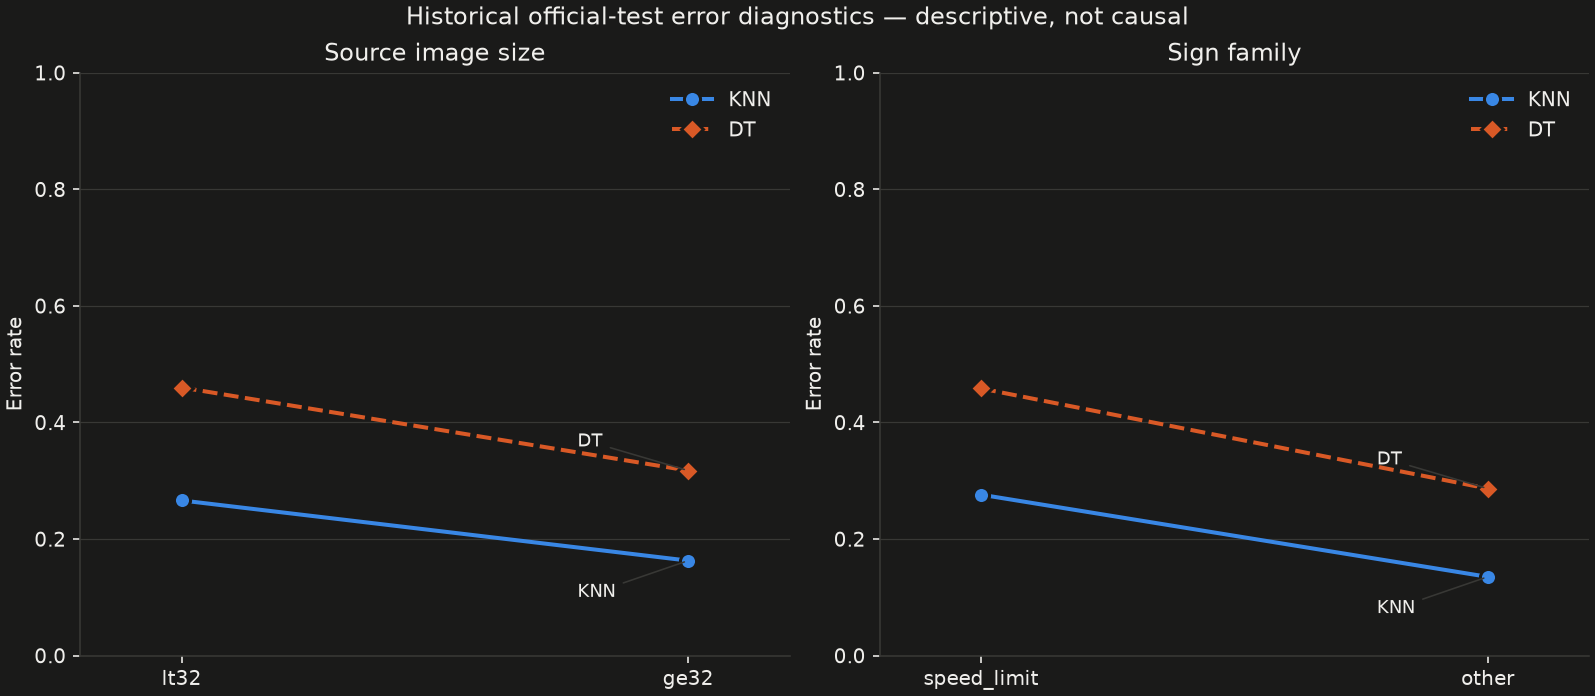 Historical official-test error diagnostics — descriptive, not causal
Source image size
1.0
0.8
0.6
0.4
0.2
0.0
Error rate
KNN
DT
DT
KNN
lt32
ge32
Sign family
1.0
0.8
0.6
0.4
0.2
0.0
Error rate
KNN
DT
DT
KNN
speed_limit
other